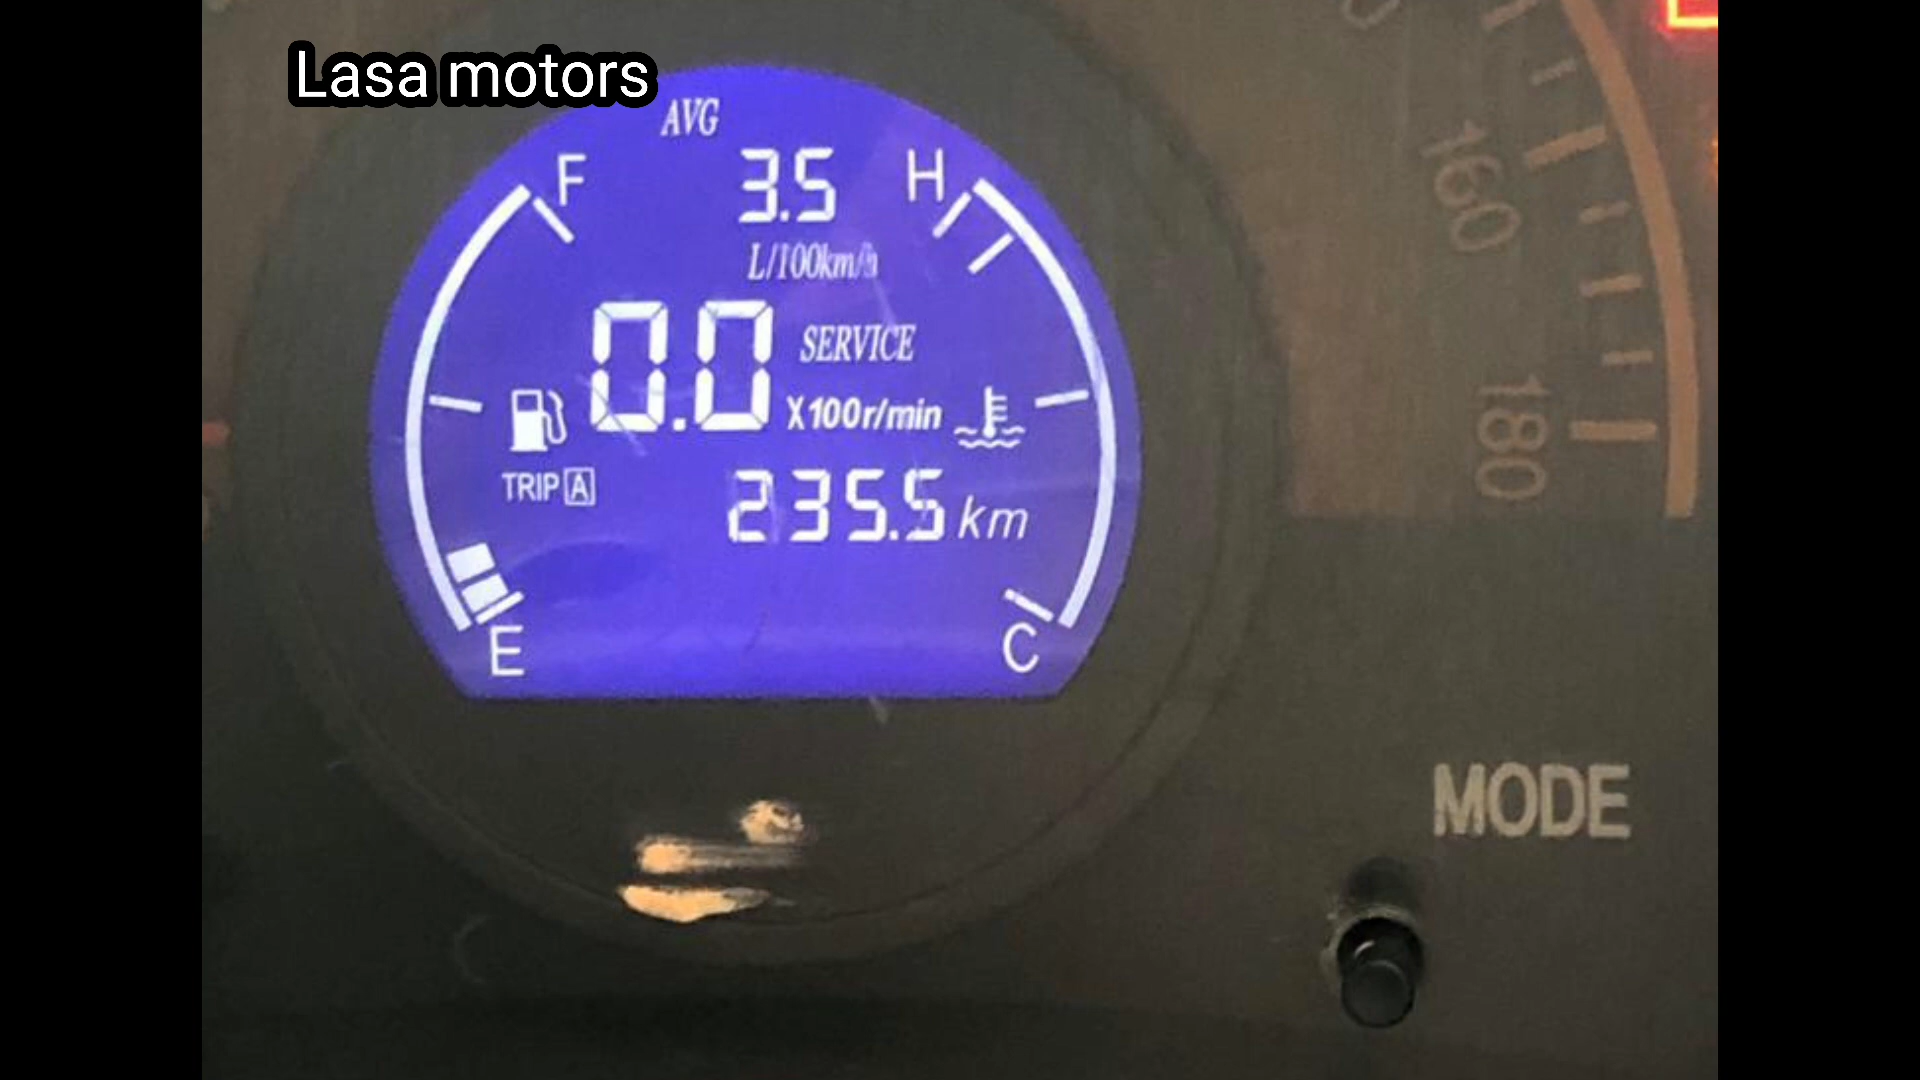 Lasa motors
AVG
F
3.5
H
L/100km/h
0.0
SERVICE
X100r/min
TRIP A
235.5 km
E
C
160
180
MODE